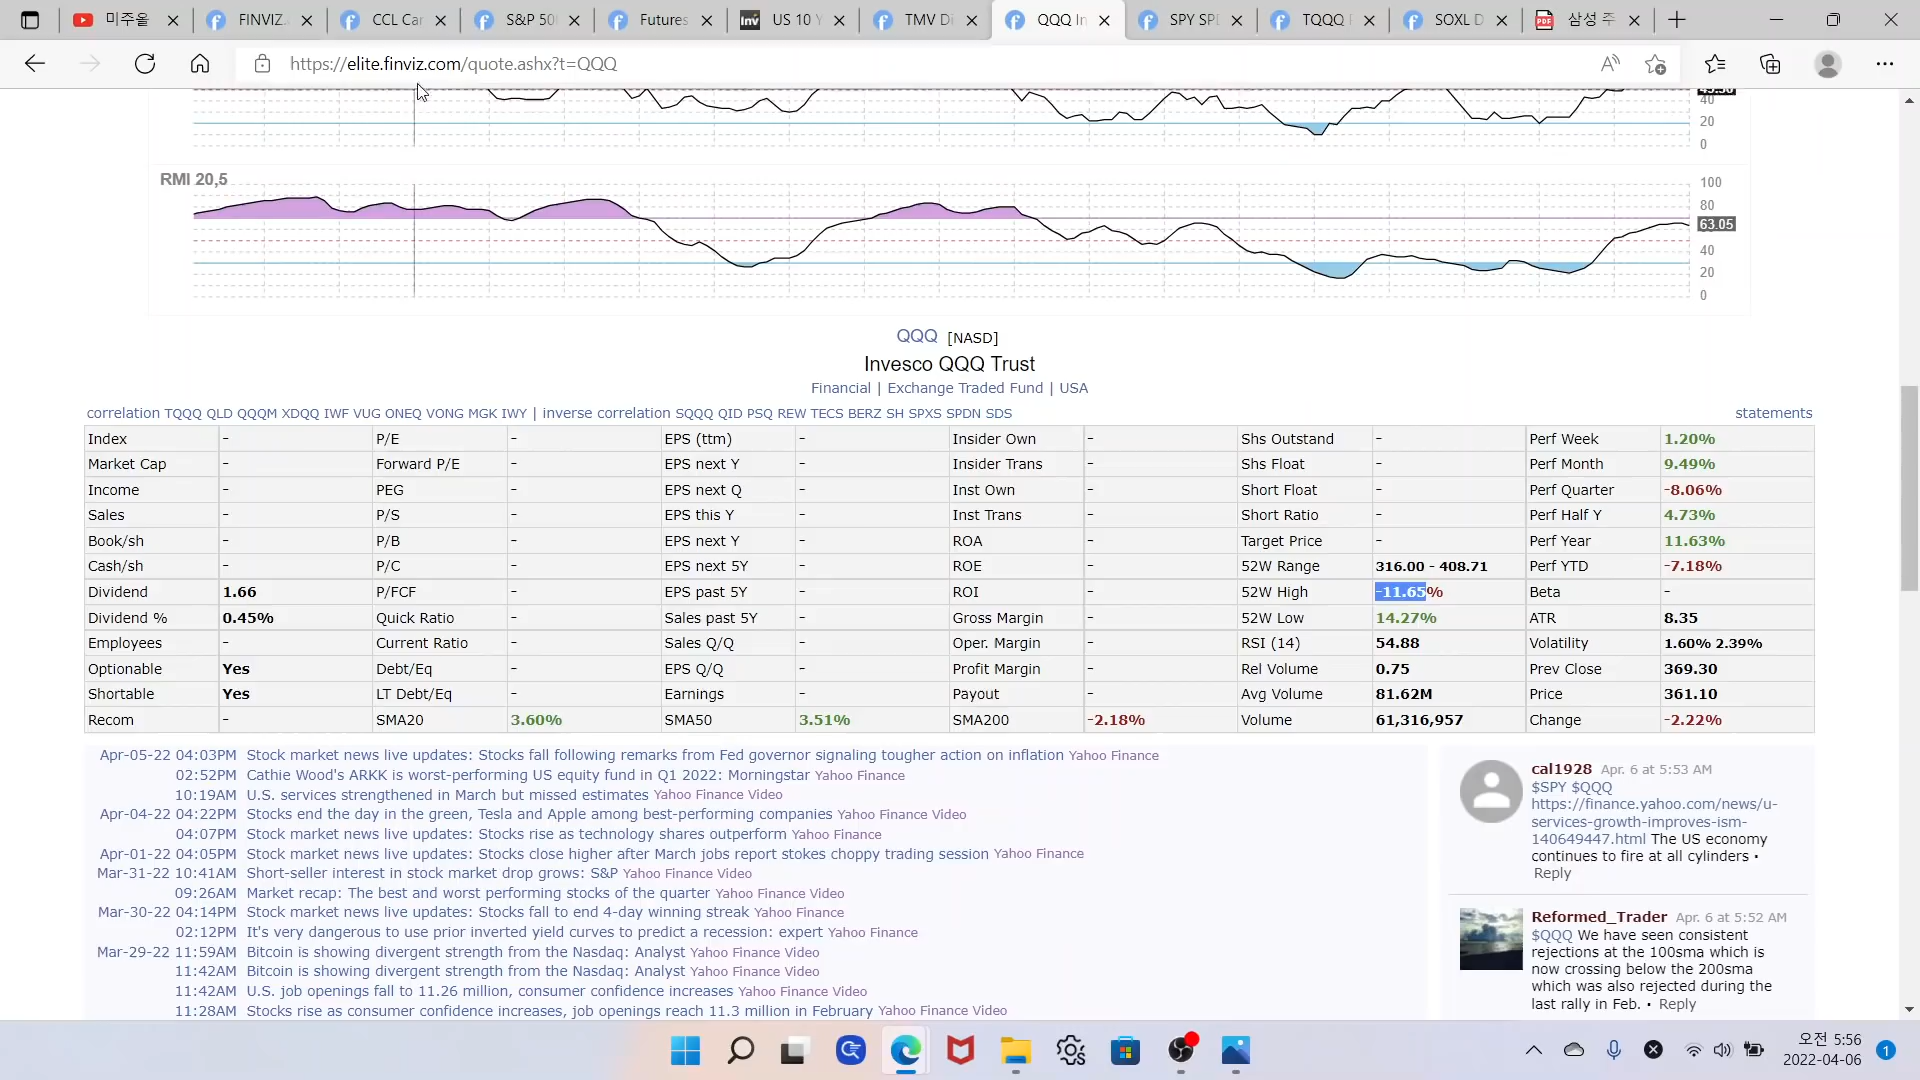 미주올
FINVIZ.
CCL Car
S&P 50
Futures
US 10 Y
TMV Di
QQQ In
SPY SPI
TQQQ
SOXL D
삼성 주
https://elite.finviz.com/quote.ashx?t=QQQ
40
20
0
RMI 20,5
100
80
63.05
40
20
0
QQQ [NASD]
Invesco QQQ Trust
Financial | Exchange Traded Fund | USA
correlation TQQQ QLD QQQM XDQQ IWF VUG ONEQ VONG MGK IWY | inverse correlation SQQQ QID PSQ REW TECS BERZ SH SPXS SPDN SDS statements
Index - P/E - EPS (ttm) - Insider Own - Shs Outstand - Perf Week 1.20%
Market Cap - Forward P/E - EPS next Y - Insider Trans - Shs Float - Perf Month 9.49%
Income - PEG - EPS next Q - Inst Own - Short Float - Perf Quarter -8.06%
Sales - P/S - EPS this Y - Inst Trans - Short Ratio - Perf Half Y 4.73%
Book/sh - P/B - EPS next Y - ROA - Target Price - Perf Year 11.63%
Cash/sh - P/C - EPS next 5Y - ROE - 52W Range 316.00 - 408.71 Perf YTD -7.18%
Dividend 1.66 P/FCF - EPS past 5Y - ROI - 52W High -11.65% Beta -
Dividend % 0.45% Quick Ratio - Sales past 5Y - Gross Margin - 52W Low 14.27% ATR 8.35
Employees - Current Ratio - Sales Q/Q - Oper. Margin - RSI (14) 54.88 Volatility 1.60% 2.39%
Optionable Yes Debt/Eq - EPS Q/Q - Profit Margin - Rel Volume 0.75 Prev Close 369.30
Shortable Yes LT Debt/Eq - Earnings - Payout - Avg Volume 81.62M Price 361.10
Recom - SMA20 3.60% SMA50 3.51% SMA200 -2.18% Volume 61,316,957 Change -2.22%
Apr-05-22 04:03PM Stock market news live updates: Stocks fall following remarks from Fed governor signaling tougher action on inflation Yahoo Finance
02:52PM Cathie Wood's ARKK is worst-performing US equity fund in Q1 2022: Morningstar Yahoo Finance
10:19AM U.S. services strengthened in March but missed estimates Yahoo Finance Video
Apr-04-22 04:22PM Stocks end the day in the green, Tesla and Apple among best-performing companies Yahoo Finance Video
04:07PM Stock market news live updates: Stocks rise as technology shares outperform Yahoo Finance
Apr-01-22 04:05PM Stock market news live updates: Stocks close higher after March jobs report stokes choppy trading session Yahoo Finance
Mar-31-22 10:41AM Short-seller interest in stock market drop grows: S&P Yahoo Finance Video
09:26AM Market recap: The best and worst performing stocks of the quarter Yahoo Finance Video
Mar-30-22 04:14PM Stock market news live updates: Stocks fall to end 4-day winning streak Yahoo Finance
02:12PM It's very dangerous to use prior inverted yield curves to predict a recession: expert Yahoo Finance
Mar-29-22 11:59AM Bitcoin is showing divergent strength from the Nasdaq: Analyst Yahoo Finance Video
11:42AM Bitcoin is showing divergent strength from the Nasdaq: Analyst Yahoo Finance Video
11:42AM U.S. job openings fall to 11.26 million, consumer confidence increases Yahoo Finance Video
11:28AM Stocks rise as consumer confidence increases, job openings reach 11.3 million in February Yahoo Finance Video
cal1928 Apr. 6 at 5:53 AM
$SPY $QQQ
https://finance.yahoo.com/news/u-
services-growth-improves-ism-
140649447.html The US economy
continues to fire at all cylinders •
Reply
Reformed_Trader Apr. 6 at 5:52 AM
$QQQ We have seen consistent
rejections at the 100sma which is
now crossing below the 200sma
which was also rejected during the
last rally in Feb. • Reply
오전 5:56
2022-04-06
1